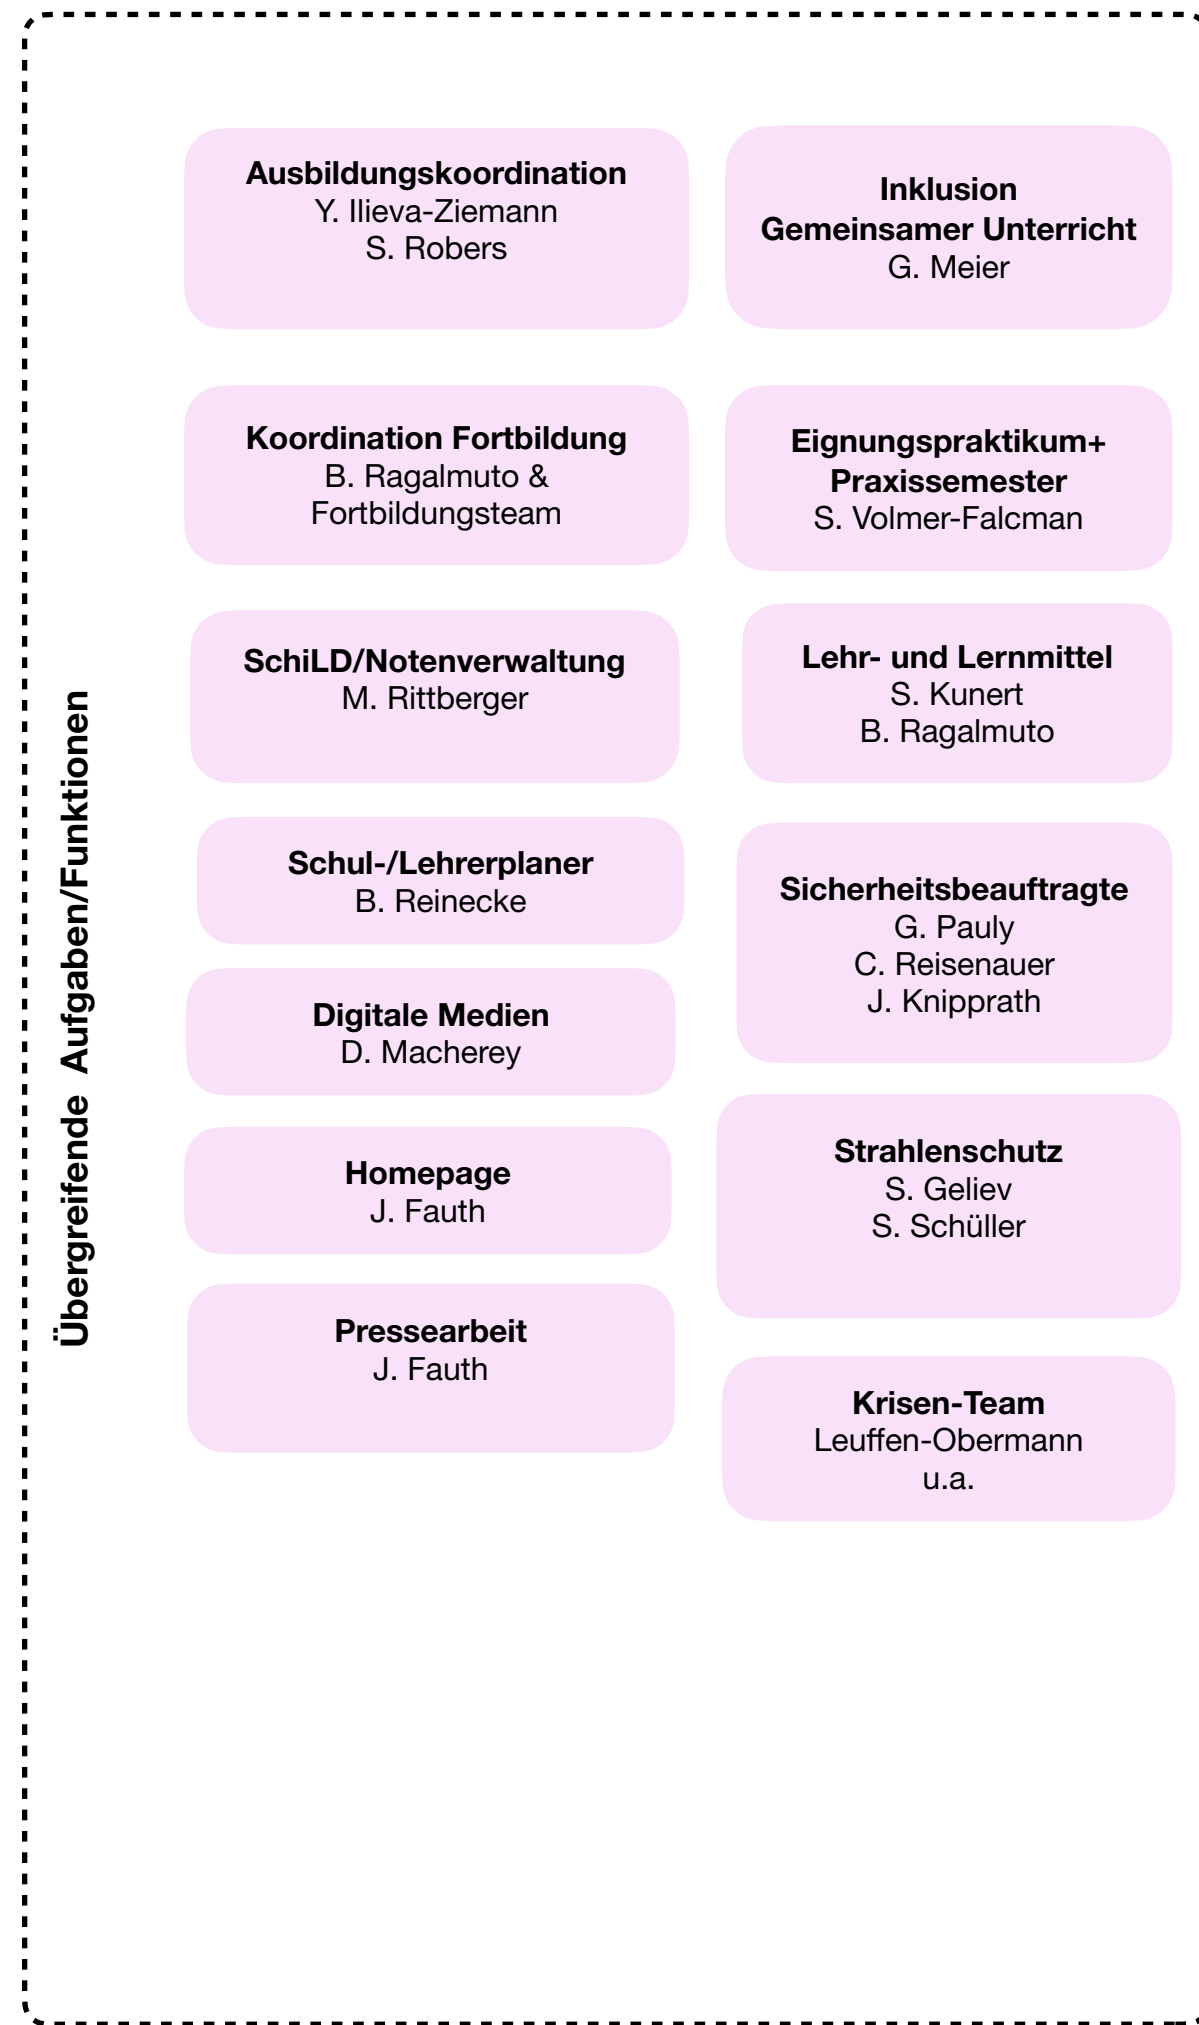 Übergreifende Aufgaben/Funktionen
Ausbildungskoordination
Y. Ilieva-Ziemann
S. Robers
Inklusion
Gemeinsamer Unterricht
G. Meier
Koordination Fortbildung
B. Ragalmuto &
Fortbildungsteam
Eignungspraktikum+
Praxissemester
S. Volmer-Falcman
SchiLD/Notenverwaltung
M. Rittberger
Lehr- und Lernmittel
S. Kunert
B. Ragalmuto
Schul-/Lehrerplaner
B. Reinecke
Sicherheitsbeauftragte
G. Pauly
C. Reisenauer
J. Knipprath
Digitale Medien
D. Macherey
Strahlenschutz
S. Geliev
S. Schüller
Homepage
J. Fauth
Pressearbeit
J. Fauth
Krisen-Team
Leuffen-Obermann
u.a.